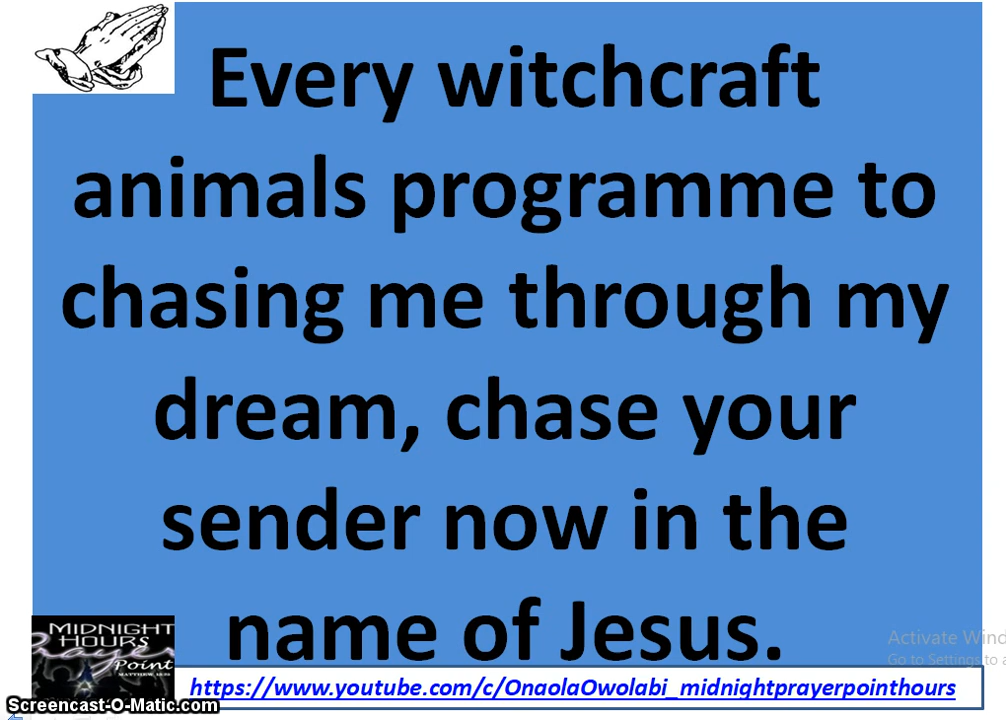 Every witchcraft
animals programme to
chasing me through my
dream, chase your
sender now in the
name of Jesus.
MIDNIGHT
HOURS
Prayer
Point
Activate Wind
Go to Settings to a
https://www.youtube.com/c/OnaolaOwolabi_midnightprayerpointhours
Screencast-O-Matic.com